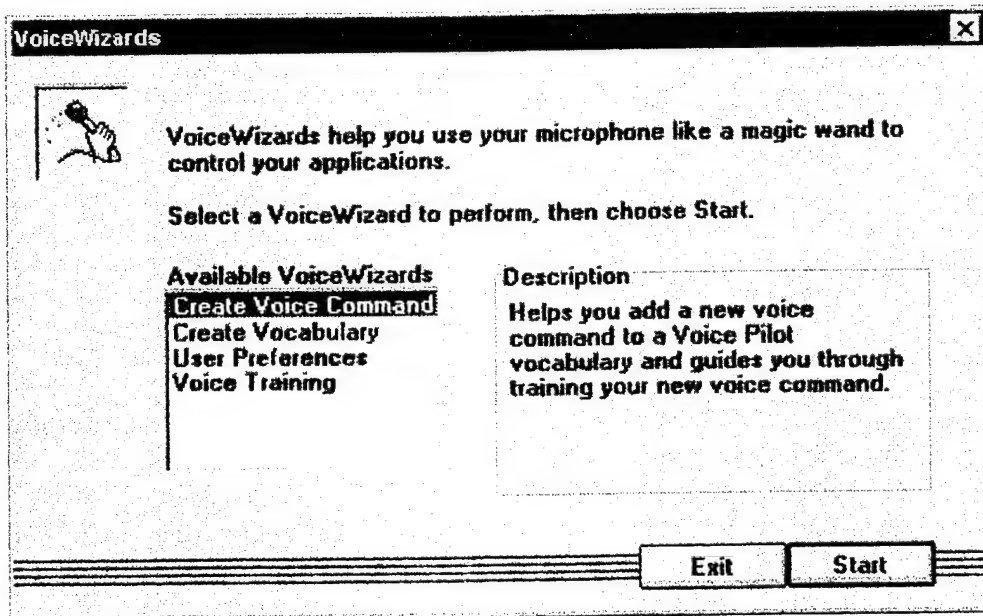 VoiceWizards
VoiceWizards help you use your microphone like a magic wand to
control your applications.
Select a VoiceWizard to perform, then choose Start.
Available VoiceWizards
Create Voice Command
Create Vocabulary
User Preferences
Voice Training
Description
Helps you add a new voice
command to a Voice Pilot
vocabulary and guides you through
training your new voice command.
Exit
Start